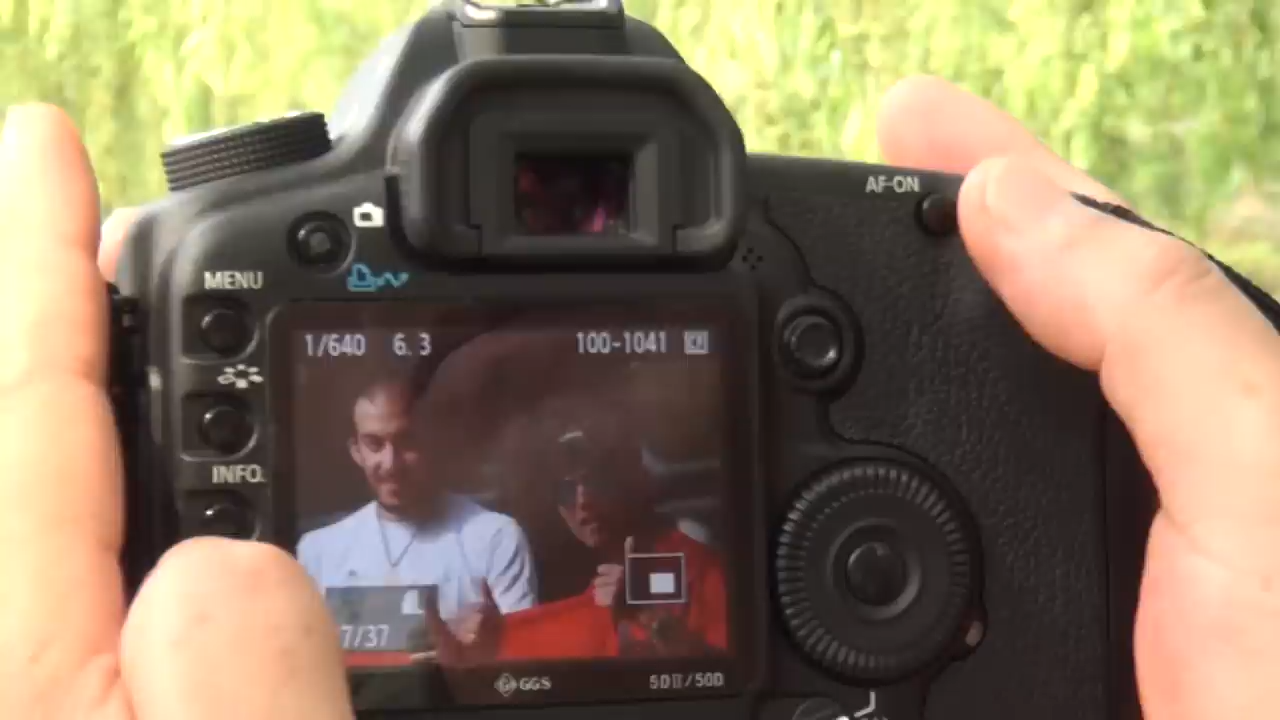 AF-ON
MENU
1/640 6.3 100-1041
INFO.
7/37
GGS 5DII/50D